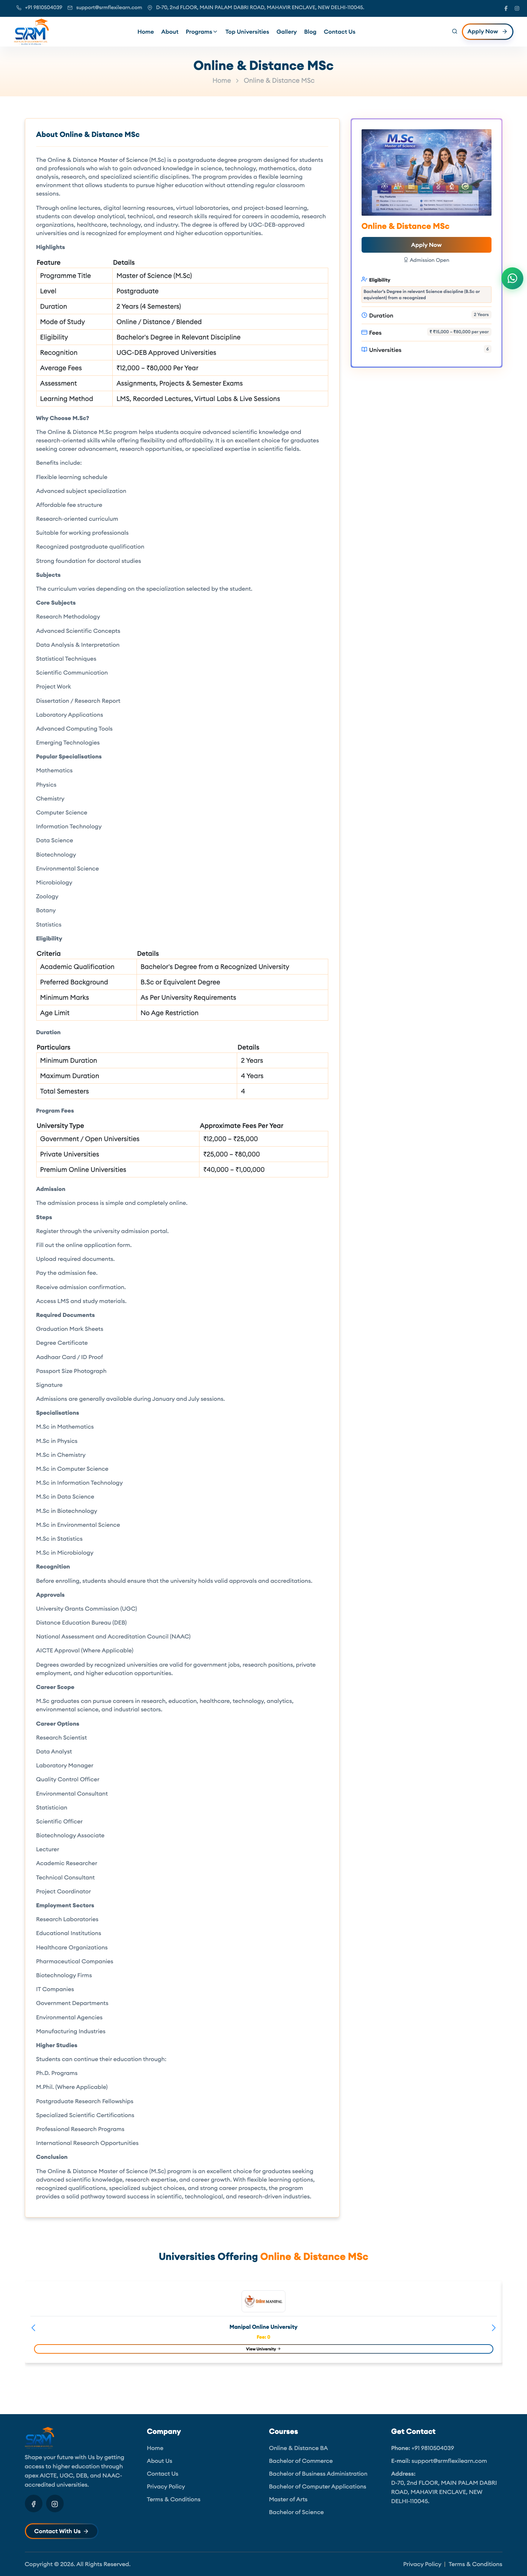 +91 9810504039 support@srmflexilearn.com D-70, 2nd FLOOR, MAIN PALAM DABRI ROAD, MAHAVIR ENCLAVE, NEW DELHI-110045.
SRM
Home About Programs Top Universities Gallery Blog Contact Us
Apply Now →
Online & Distance MSc
Home > Online & Distance MSc
About Online & Distance MSc
The Online & Distance Master of Science (M.Sc) is a postgraduate degree program designed for students
and professionals who wish to gain advanced knowledge in science, technology, mathematics, data
analysis, research, and specialized scientific disciplines. The program provides a flexible learning
environment that allows students to pursue higher education without attending regular classroom
sessions.
Through online lectures, digital learning resources, virtual laboratories, and project-based learning,
students can develop analytical, technical, and research skills required for careers in academia, research
organizations, healthcare, technology, and industry. The degree is offered by UGC-DEB-approved
universities and is recognized for employment and higher education opportunities.
Highlights
Feature Details
Programme Title Master of Science (M.Sc)
Level Postgraduate
Duration 2 Years (4 Semesters)
Mode of Study Online / Distance / Blended
Eligibility Bachelor's Degree in Relevant Discipline
Recognition UGC-DEB Approved Universities
Average Fees ₹12,000 – ₹80,000 Per Year
Assessment Assignments, Projects & Semester Exams
Learning Method LMS, Recorded Lectures, Virtual Labs & Live Sessions
Why Choose M.Sc?
The Online & Distance M.Sc program helps students acquire advanced scientific knowledge and
research-oriented skills while offering flexibility and affordability. It is an excellent choice for graduates
seeking career advancement, research opportunities, or specialized expertise in scientific fields.
Benefits include:
Flexible learning schedule
Advanced subject specialization
Affordable fee structure
Research-oriented curriculum
Suitable for working professionals
Recognized postgraduate qualification
Strong foundation for doctoral studies
Subjects
The curriculum varies depending on the specialization selected by the student.
Core Subjects
Research Methodology
Advanced Scientific Concepts
Data Analysis & Interpretation
Statistical Techniques
Scientific Communication
Project Work
Dissertation / Research Report
Laboratory Applications
Advanced Computing Tools
Emerging Technologies
Popular Specialisations
Mathematics
Physics
Chemistry
Computer Science
Information Technology
Data Science
Biotechnology
Environmental Science
Microbiology
Zoology
Botany
Statistics
Eligibility
Criteria Details
Academic Qualification Bachelor's Degree from a Recognized University
Preferred Background B.Sc or Equivalent Degree
Minimum Marks As Per University Requirements
Age Limit No Age Restriction
Duration
Particulars Details
Minimum Duration 2 Years
Maximum Duration 4 Years
Total Semesters 4
Program Fees
University Type Approximate Fees Per Year
Government / Open Universities ₹12,000 – ₹25,000
Private Universities ₹25,000 – ₹80,000
Premium Online Universities ₹40,000 – ₹1,00,000
Admission
The admission process is simple and completely online.
Steps
Register through the university admission portal.
Fill out the online application form.
Upload required documents.
Pay the admission fee.
Receive admission confirmation.
Access LMS and study materials.
Required Documents
Graduation Mark Sheets
Degree Certificate
Aadhaar Card / ID Proof
Passport Size Photograph
Signature
Admissions are generally available during January and July sessions.
Specialisations
M.Sc in Mathematics
M.Sc in Physics
M.Sc in Chemistry
M.Sc in Computer Science
M.Sc in Information Technology
M.Sc in Data Science
M.Sc in Biotechnology
M.Sc in Environmental Science
M.Sc in Statistics
M.Sc in Microbiology
Recognition
Before enrolling, students should ensure that the university holds valid approvals and accreditations.
Approvals
University Grants Commission (UGC)
Distance Education Bureau (DEB)
National Assessment and Accreditation Council (NAAC)
AICTE Approval (Where Applicable)
Degrees awarded by recognized universities are valid for government jobs, research positions, private
employment, and higher education opportunities.
Career Scope
M.Sc graduates can pursue careers in research, education, healthcare, technology, analytics,
environmental science, and industrial sectors.
Career Options
Research Scientist
Data Analyst
Laboratory Manager
Quality Control Officer
Environmental Consultant
Statistician
Scientific Officer
Biotechnology Associate
Lecturer
Academic Researcher
Technical Consultant
Project Coordinator
Employment Sectors
Research Laboratories
Educational Institutions
Healthcare Organizations
Pharmaceutical Companies
Biotechnology Firms
IT Companies
Government Departments
Environmental Agencies
Manufacturing Industries
Higher Studies
Students can continue their education through:
Ph.D. Programs
M.Phil. (Where Applicable)
Postgraduate Research Fellowships
Specialized Scientific Certifications
Professional Research Programs
International Research Opportunities
Conclusion
The Online & Distance Master of Science (M.Sc) program is an excellent choice for graduates seeking
advanced scientific knowledge, research expertise, and career growth. With flexible learning options,
recognized qualifications, specialized subject choices, and strong career prospects, the program
provides a solid pathway toward success in scientific, technological, and research-driven industries.
M.Sc
Online & Distance MSc
Apply Now
Admission Open
Eligibility
Bachelor's Degree in relevant Science discipline (B.Sc or
equivalent) from a recognized
Duration 2 Years
Fees ₹ ₹15,000 – ₹80,000 per year
Universities 6
Universities Offering Online & Distance MSc
MANIPAL
Manipal Online University
Fee: 0
View University
SRM
Shape your future with Us by getting
access to higher education through
apex AICTE, UGC, DEB, and NAAC-
accredited universities.
Contact With Us →
Company
Home
About Us
Contact Us
Privacy Policy
Terms & Conditions
Courses
Online & Distance BA
Bachelor of Commerce
Bachelor of Business Administration
Bachelor of Computer Applications
Master of Arts
Bachelor of Science
Get Contact
Phone: +91 9810504039
E-mail: support@srmflexilearn.com
Address:
D-70, 2nd FLOOR, MAIN PALAM DABRI
ROAD, MAHAVIR ENCLAVE, NEW
DELHI-110045.
Copyright © 2026. All Rights Reserved.
Privacy Policy | Terms & Conditions